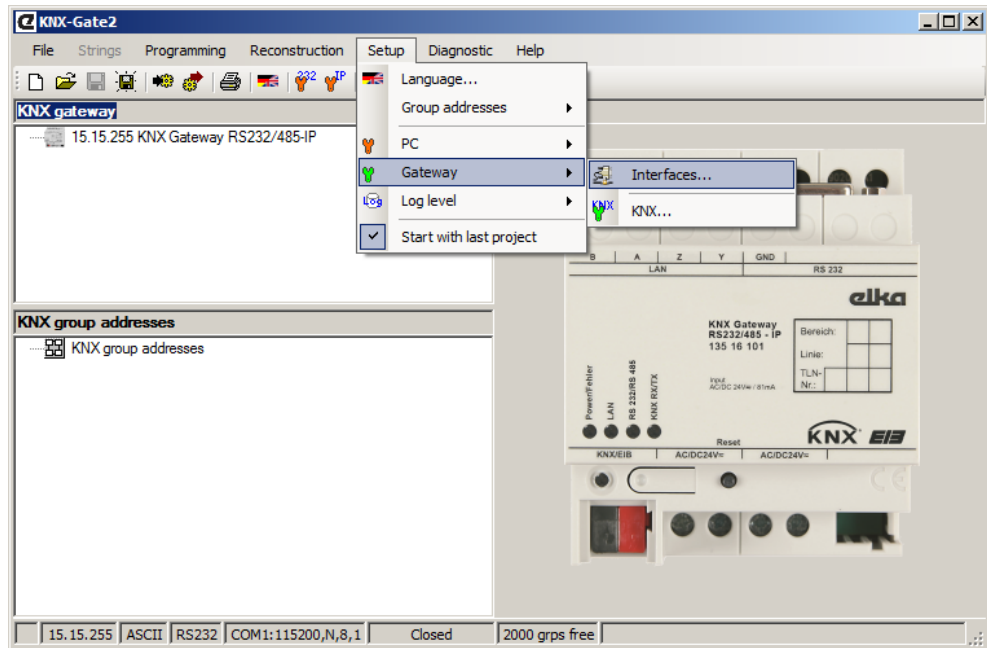 KNX-Gate2
File Strings Programming Reconstruction Setup Diagnostic Help
232 IP
Language...
Group addresses
PC
Gateway
Log Log level
Start with last project
Interfaces...
KNX KNX...
KNX gateway
15.15.255 KNX Gateway RS232/485-IP
KNX group addresses
KNX group addresses
B A Z Y GND
LAN RS 232
elka
KNX Gateway
RS232/485 - IP
135 16 101
Input
AC/DC 24V≂ / 81mA
Bereich:
Linie:
TLN-
Nr.:
Power/Fehler
LAN
RS 232/RS 485
KNX RX/TX
Reset
KNX EIB
KNX/EIB AC/DC24V≂ AC/DC24V≂
15.15.255 ASCII RS232 COM1:115200,N,8,1 Closed 2000 grps free